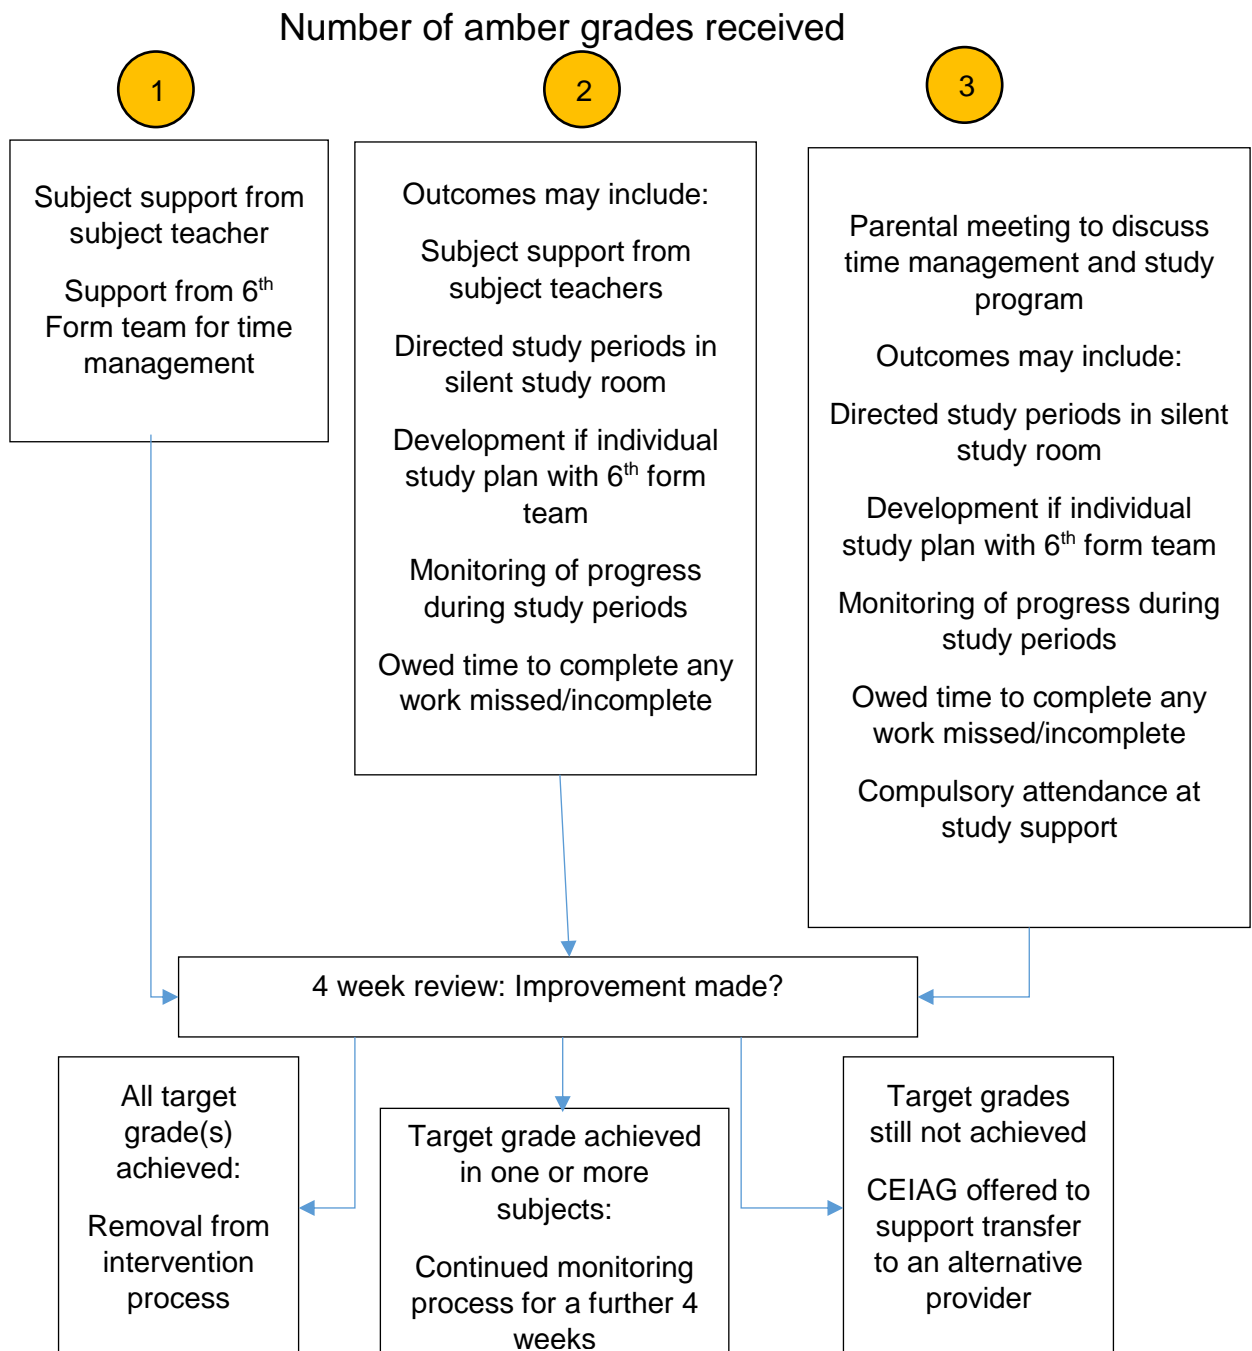 Number of amber grades received
1
2
3
Subject support from
subject teacher
Support from 6th
Form team for time
management
Outcomes may include:
Subject support from
subject teachers
Directed study periods in
silent study room
Development if individual
study plan with 6th form
team
Monitoring of progress
during study periods
Owed time to complete any
work missed/incomplete
Parental meeting to discuss
time management and study
program
Outcomes may include:
Directed study periods in silent
study room
Development if individual
study plan with 6th form team
Monitoring of progress during
study periods
Owed time to complete any
work missed/incomplete
Compulsory attendance at
study support
4 week review: Improvement made?
All target
grade(s)
achieved:
Removal from
intervention
process
Target grade achieved
in one or more
subjects:
Continued monitoring
process for a further 4
weeks
Target grades
still not achieved
CEIAG offered to
support transfer
to an alternative
provider